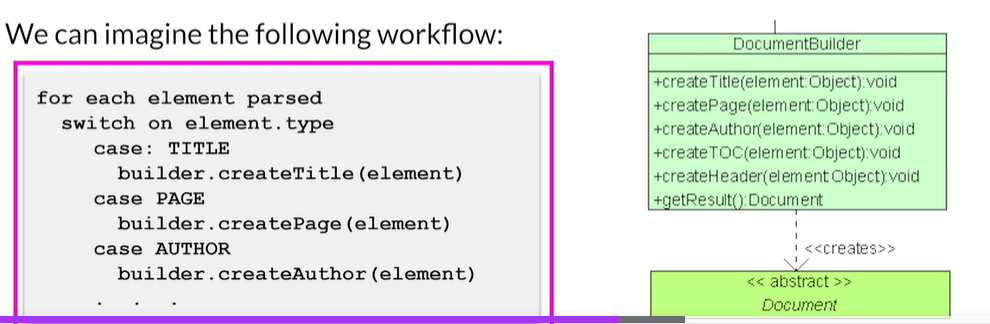 We can imagine the following workflow:
for each element parsed
switch on element.type
case: TITLE
builder.createTitle(element)
case PAGE
builder.createPage(element)
case AUTHOR
builder.createAuthor(element)
. . .
DocumentBuilder
+createTitle(element:Object):void
+createPage(element:Object):void
+createAuthor(element:Object):void
+createTOC(element:Object):void
+createHeader(element:Object):void
+getResult():Document
<<creates>>
<< abstract >>
Document